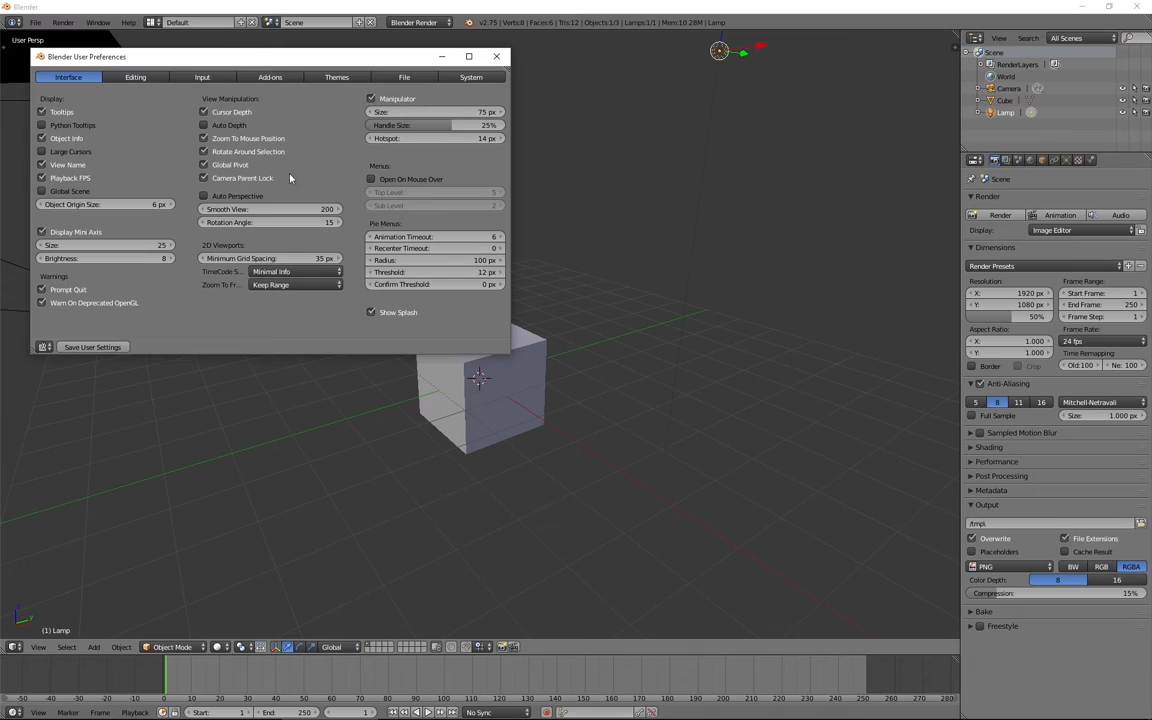 Blender
File Render Window Help Default Scene Blender Render v2.75 | Verts:8 | Faces:6 | Tris:12 | Objects:1/3 | Lamps:1/1 | Mem:10.28M | Lamp
User Persp
Blender User Preferences
Interface Editing Input Add-ons Themes File System
Display:
Tooltips
Python Tooltips
Object Info
Large Cursors
View Name
Playback FPS
Global Scene
Object Origin Size: 6 px
Display Mini Axis
Size: 25
Brightness: 8
Warnings
Prompt Quit
Warn On Deprecated OpenGL
View Manipulation:
Cursor Depth
Auto Depth
Zoom To Mouse Position
Rotate Around Selection
Global Pivot
Camera Parent Lock
Auto Perspective
Smooth View: 200
Rotation Angle: 15
2D Viewports:
Minimum Grid Spacing: 35 px
TimeCode S... Minimal Info
Zoom To Fr... Keep Range
Manipulator
Size: 75 px
Handle Size: 25%
Hotspot: 14 px
Menus:
Open On Mouse Over
Top Level: 5
Sub Level: 2
Pie Menus:
Animation Timeout: 6
Recenter Timeout: 0
Radius: 100 px
Threshold: 12 px
Confirm Threshold: 0 px
Show Splash
Save User Settings
View Search All Scenes
Scene
RenderLayers
World
Camera
Cube
Lamp
Scene
Render
Render Animation Audio
Display: Image Editor
Dimensions
Render Presets
Resolution: Frame Range:
X: 1920 px Start Frame: 1
Y: 1080 px End Frame: 250
50% Frame Step: 1
Aspect Ratio: Frame Rate:
X: 1.000 24 fps
Y: 1.000 Time Remapping:
Border Crop Old:100 Ne: 100
Anti-Aliasing
5 8 11 16 Mitchell-Netravali
Full Sample Size: 1.000 px
Sampled Motion Blur
Shading
Performance
Post Processing
Metadata
Output
/tmp\
Overwrite File Extensions
Placeholders Cache Result
PNG BW RGB RGBA
Color Depth: 8 16
Compression: 15%
Bake
Freestyle
(1) Lamp
View Select Add Object Object Mode Global
-50 -40 -30 -20 -10 0 10 20 30 40 50 60 70 80 90 100 110 120 130 140 150 160 170 180 190 200 210 220 230 240 250 260 270 280
View Marker Frame Playback Start: 1 End: 250 1 No Sync